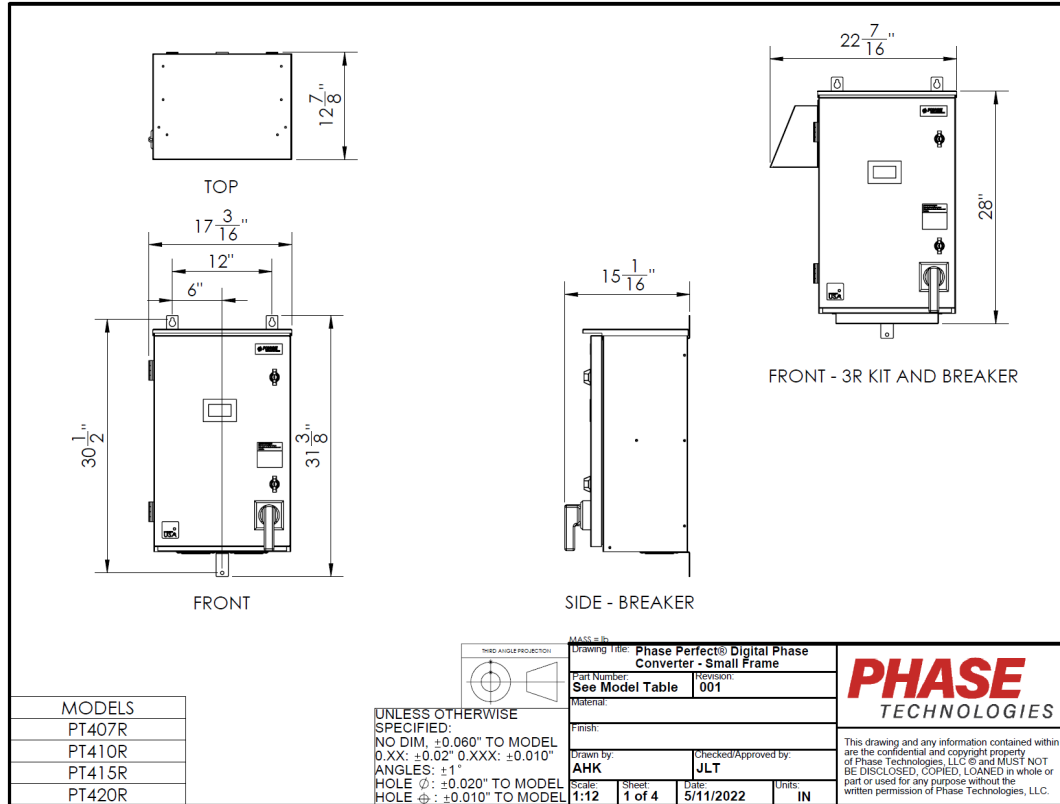 12 7/8"
TOP
17 3/16"
12"
6"
30 1/2"
31 3/8"
USA
FRONT
15 1/16"
SIDE - BREAKER
22 7/16"
28"
USA
FRONT - 3R KIT AND BREAKER
MODELS
PT407R
PT410R
PT415R
PT420R
THIRD ANGLE PROJECTION
UNLESS OTHERWISE
SPECIFIED:
NO DIM, ±0.060" TO MODEL
0.XX: ±0.02" 0.XXX: ±0.010"
ANGLES: ±1°
HOLE ∅: ±0.020" TO MODEL
HOLE ⌖: ±0.010" TO MODEL
MASS = lb
Drawing Title: Phase Perfect® Digital Phase
Converter - Small Frame
Part Number: Revision:
See Model Table 001
Material:
Finish:
Drawn by: Checked/Approved by:
AHK JLT
Scale: Sheet: Date: Units:
1:12 1 of 4 5/11/2022 IN
PHASE
TECHNOLOGIES
This drawing and any information contained within
are the confidential and copyright property
of Phase Technologies, LLC © and MUST NOT
BE DISCLOSED, COPIED, LOANED in whole or
part or used for any purpose without the
written permission of Phase Technologies, LLC.